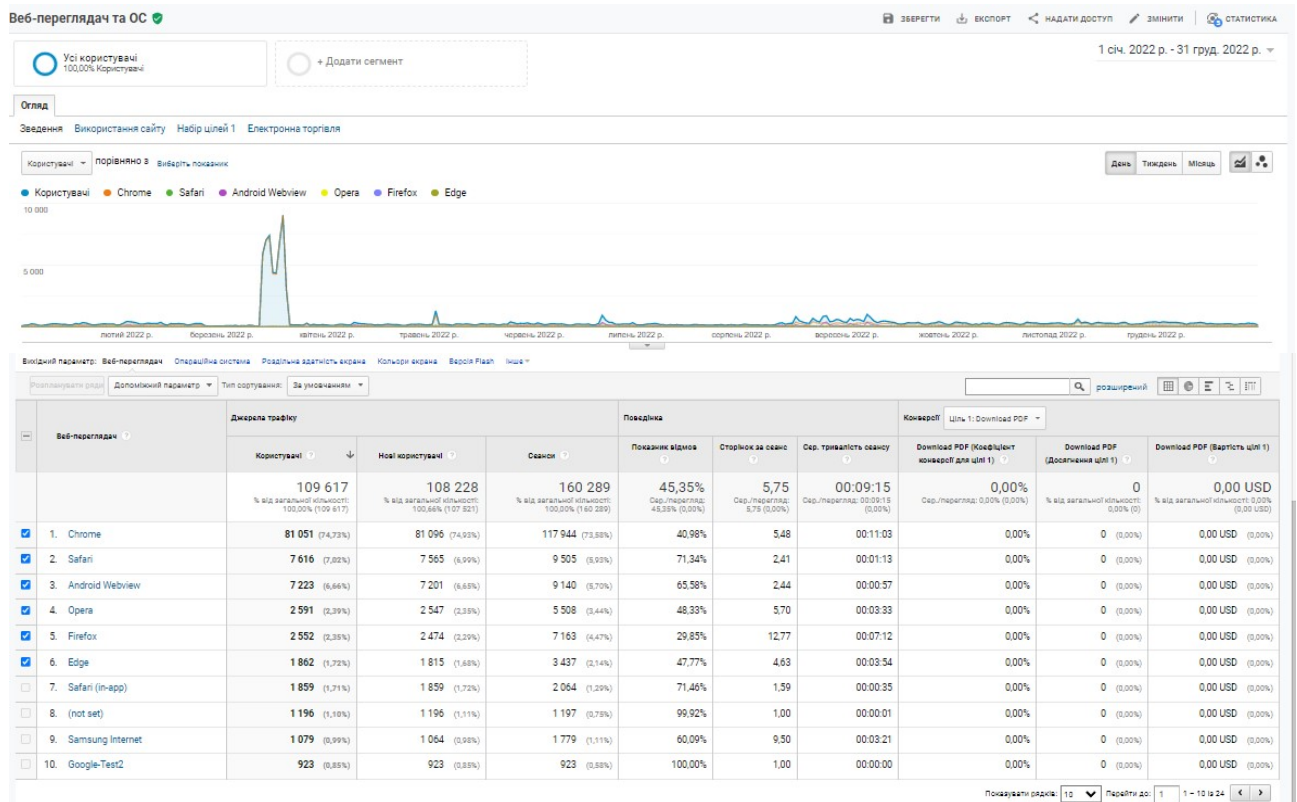 Веб-переглядач та ОС
ЗБЕРЕГТИ ЕКСПОРТ НАДАТИ ДОСТУП ЗМІНИТИ СТАТИСТИКА
Усі користувачі
100,00% Користувачі
+ Додати сегмент
1 січ. 2022 р. - 31 груд. 2022 р.
Огляд
Зведення Використання сайту Набір цілей 1 Електронна торгівля
Користувачі порівняно з Виберіть показник
День Тиждень Місяць
Користувачі Chrome Safari Android Webview Opera Firefox Edge
10 000
5 000
лютий 2022 р. березень 2022 р. квітень 2022 р. травень 2022 р. червень 2022 р. липень 2022 р. серпень 2022 р. вересень 2022 р. жовтень 2022 р. листопад 2022 р. грудень 2022 р.
Вихідний параметр: Веб-переглядач Операційна система Роздільна здатність екрана Кольори екрана Версія Flash Інше
Розпланувати ряди Допоміжний параметр Тип сортування: За умовчанням розширений
Веб-переглядач
Джерела трафіку Поведінка Конверсії Ціль 1: Download PDF
Користувачі Нові користувачі Сеанси Показник відмов Сторінок за сеанс Сер. тривалість сеансу Download PDF (Коефіцієнт конверсії для цілі 1) Download PDF (Досягнення цілі 1) Download PDF (Вартість цілі 1)
109 617 108 228 160 289 45,35% 5,75 00:09:15 0,00% 0 0,00 USD
% від загальної кількості: 100,00% (109 617) % від загальної кількості: 100,66% (107 521) % від загальної кількості: 100,00% (160 289) Сер./перегляд: 45,35% (0,00%) Сер./перегляд: 5,75 (0,00%) Сер./перегляд: 00:09:15 (0,00%) Сер./перегляд: 0,00% (0,00%) % від загальної кількості: 0,00% (0) % від загальної кількості: 0,00% (0,00 USD)
1. Chrome 81 051 (74,73%) 81 096 (74,93%) 117 944 (73,58%) 40,98% 5,48 00:11:03 0,00% 0 (0,00%) 0,00 USD (0,00%)
2. Safari 7 616 (7,02%) 7 565 (6,99%) 9 505 (5,93%) 71,34% 2,41 00:01:13 0,00% 0 (0,00%) 0,00 USD (0,00%)
3. Android Webview 7 223 (6,66%) 7 201 (6,65%) 9 140 (5,70%) 65,58% 2,44 00:00:57 0,00% 0 (0,00%) 0,00 USD (0,00%)
4. Opera 2 591 (2,39%) 2 547 (2,35%) 5 508 (3,44%) 48,33% 5,70 00:03:33 0,00% 0 (0,00%) 0,00 USD (0,00%)
5. Firefox 2 552 (2,35%) 2 474 (2,29%) 7 163 (4,47%) 29,85% 12,77 00:07:12 0,00% 0 (0,00%) 0,00 USD (0,00%)
6. Edge 1 862 (1,72%) 1 815 (1,68%) 3 437 (2,14%) 47,77% 4,63 00:03:54 0,00% 0 (0,00%) 0,00 USD (0,00%)
7. Safari (in-app) 1 859 (1,71%) 1 859 (1,72%) 2 064 (1,29%) 71,46% 1,59 00:00:35 0,00% 0 (0,00%) 0,00 USD (0,00%)
8. (not set) 1 196 (1,10%) 1 196 (1,11%) 1 197 (0,75%) 99,92% 1,00 00:00:01 0,00% 0 (0,00%) 0,00 USD (0,00%)
9. Samsung Internet 1 079 (0,99%) 1 064 (0,98%) 1 779 (1,11%) 60,09% 9,50 00:03:21 0,00% 0 (0,00%) 0,00 USD (0,00%)
10. Google-Test2 923 (0,85%) 923 (0,85%) 923 (0,58%) 100,00% 1,00 00:00:00 0,00% 0 (0,00%) 0,00 USD (0,00%)
Показувати рядків: 10 Перейти до: 1 1 – 10 із 24